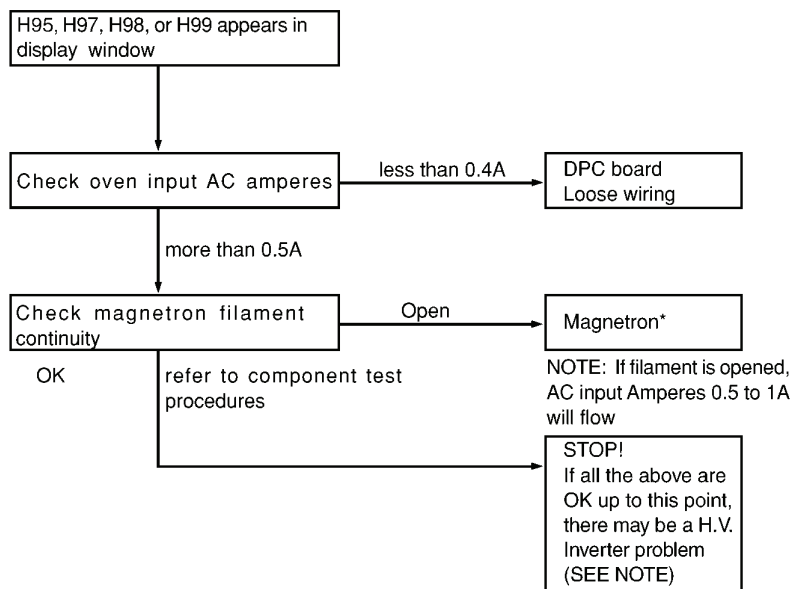 H95, H97, H98, or H99 appears in
display window
Check oven input AC amperes
less than 0.4A
DPC board
Loose wiring
more than 0.5A
Check magnetron filament
continuity
Open
Magnetron*
NOTE: If filament is opened,
AC input Amperes 0.5 to 1A
will flow
OK
refer to component test
procedures
STOP!
If all the above are
OK up to this point,
there may be a H.V.
Inverter problem
(SEE NOTE)